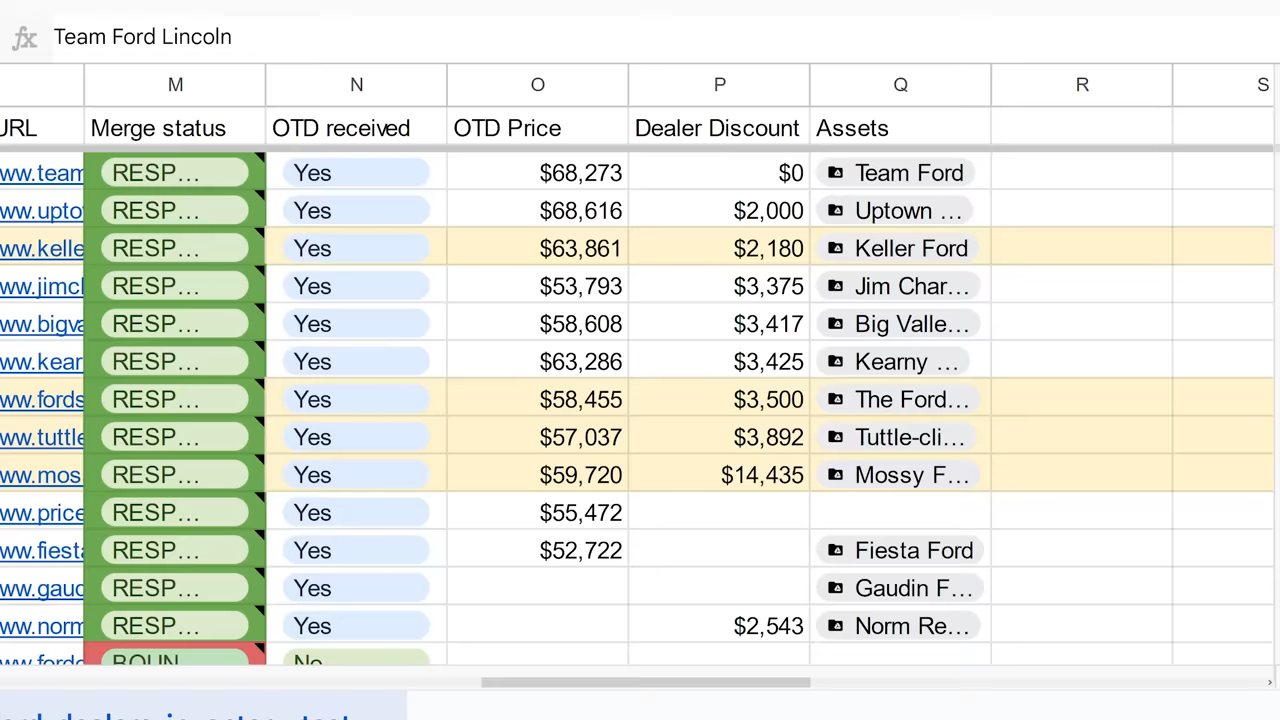 fx Team Ford Lincoln
M N O P Q R S
URL Merge status OTD received OTD Price Dealer Discount Assets
ww.team RESP... Yes $68,273 $0 Team Ford
ww.upto RESP... Yes $68,616 $2,000 Uptown ...
ww.kelle RESP... Yes $63,861 $2,180 Keller Ford
ww.jimcl RESP... Yes $53,793 $3,375 Jim Char...
ww.bigva RESP... Yes $58,608 $3,417 Big Valle...
ww.kear RESP... Yes $63,286 $3,425 Kearny ...
ww.fords RESP... Yes $58,455 $3,500 The Ford...
ww.tuttle RESP... Yes $57,037 $3,892 Tuttle-cli...
ww.mos RESP... Yes $59,720 $14,435 Mossy F...
ww.price RESP... Yes $55,472
ww.fiesta RESP... Yes $52,722 Fiesta Ford
ww.gaud RESP... Yes Gaudin F...
ww.norm RESP... Yes $2,543 Norm Re...
BOUN No